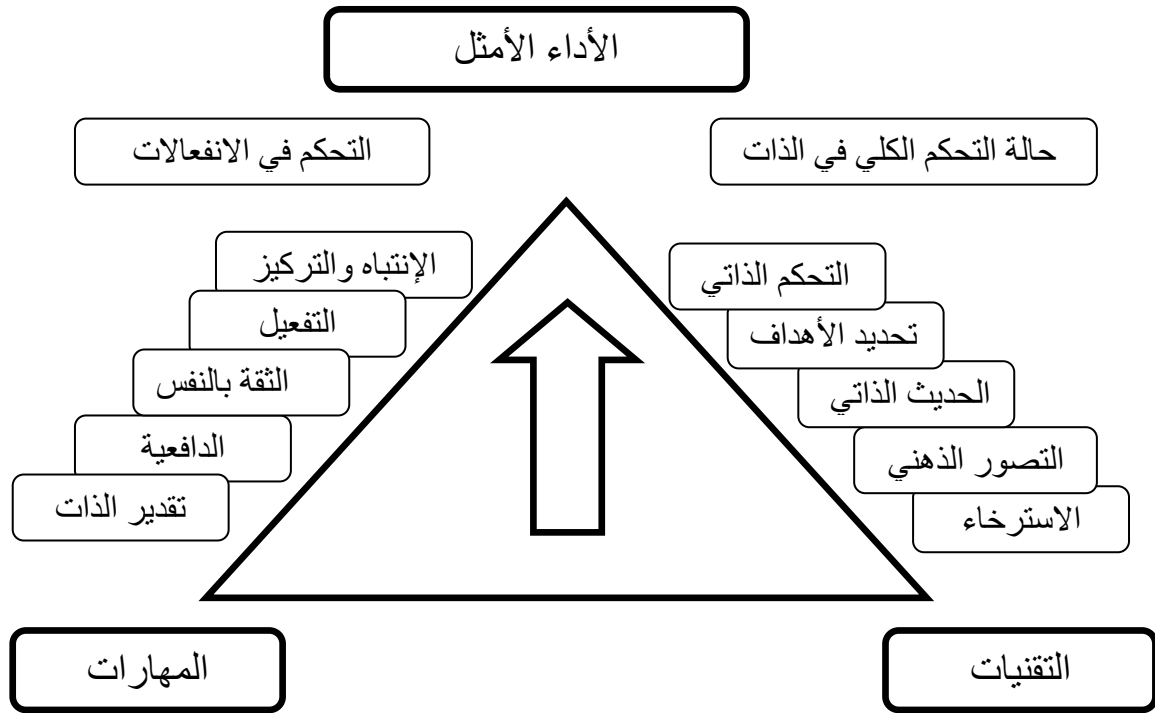 الأداء الأمثل
حالة التحكم الكلي في الذات
التحكم في الانفعالات
التحكم الذاتي
تحديد الأهداف
الحديث الذاتي
التصور الذهني
الاسترخاء
الإنتباه والتركيز
التفعيل
الثقة بالنفس
الدافعية
تقدير الذات
التقنيات
المهارات